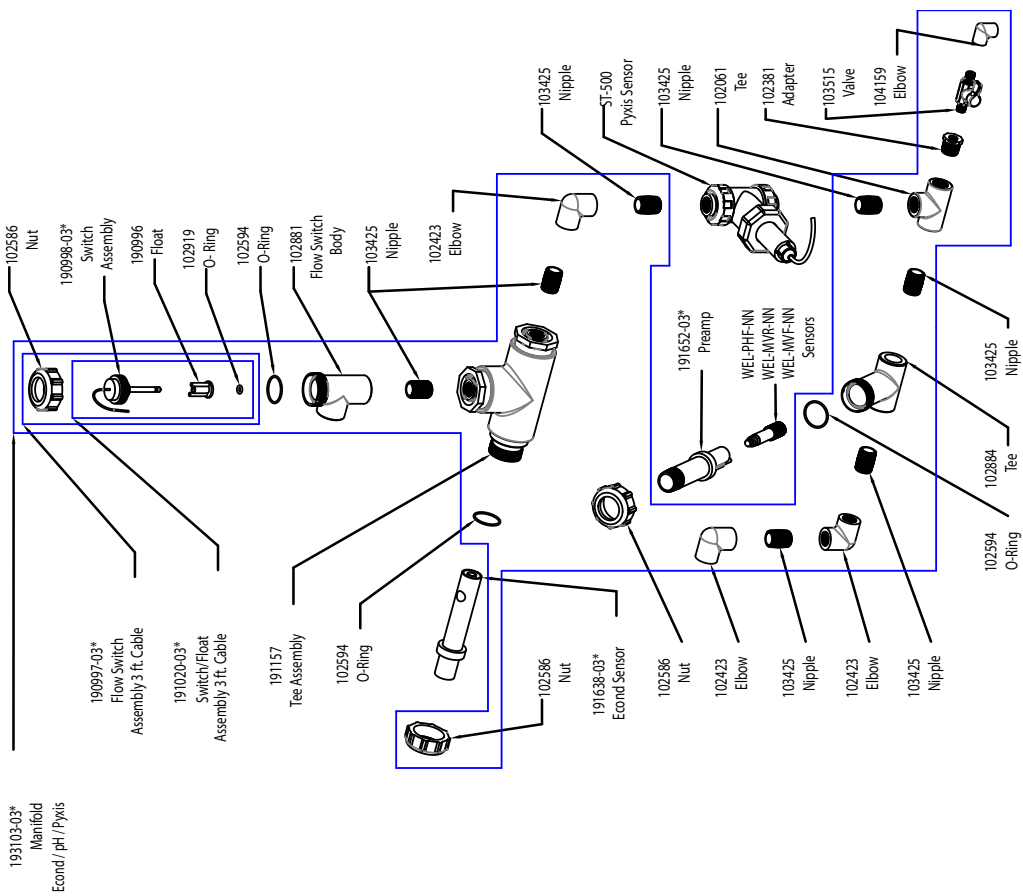 102586
Nut
190998-03*
Switch
Assembly
190996
Float
102919
O- Ring
102594
O-Ring
102881
Flow Switch
Body
103425
Nipple
102423
Elbow
103425
Nipple
ST-500
Pyxis Sensor
103425
Nipple
102061
Tee
102381
Adapter
103515
Valve
104159
Elbow
191652-03*
Preamp
WEL-PHF-NN
WEL-MVR-NN
WEL-MVF-NN
Sensors
193103-03*
Manifold
Econd / pH / Pyxis
190997-03*
Flow Switch
Assembly 3 ft. Cable
191020-03*
Switch/Float
Assembly 3 ft. Cable
191157
Tee Assembly
102594
O-Ring
102586
Nut
191638-03*
Econd Sensor
102586
Nut
102423
Elbow
103425
Nipple
102423
Elbow
103425
Nipple
102594
O-Ring
102884
Tee
103425
Nipple